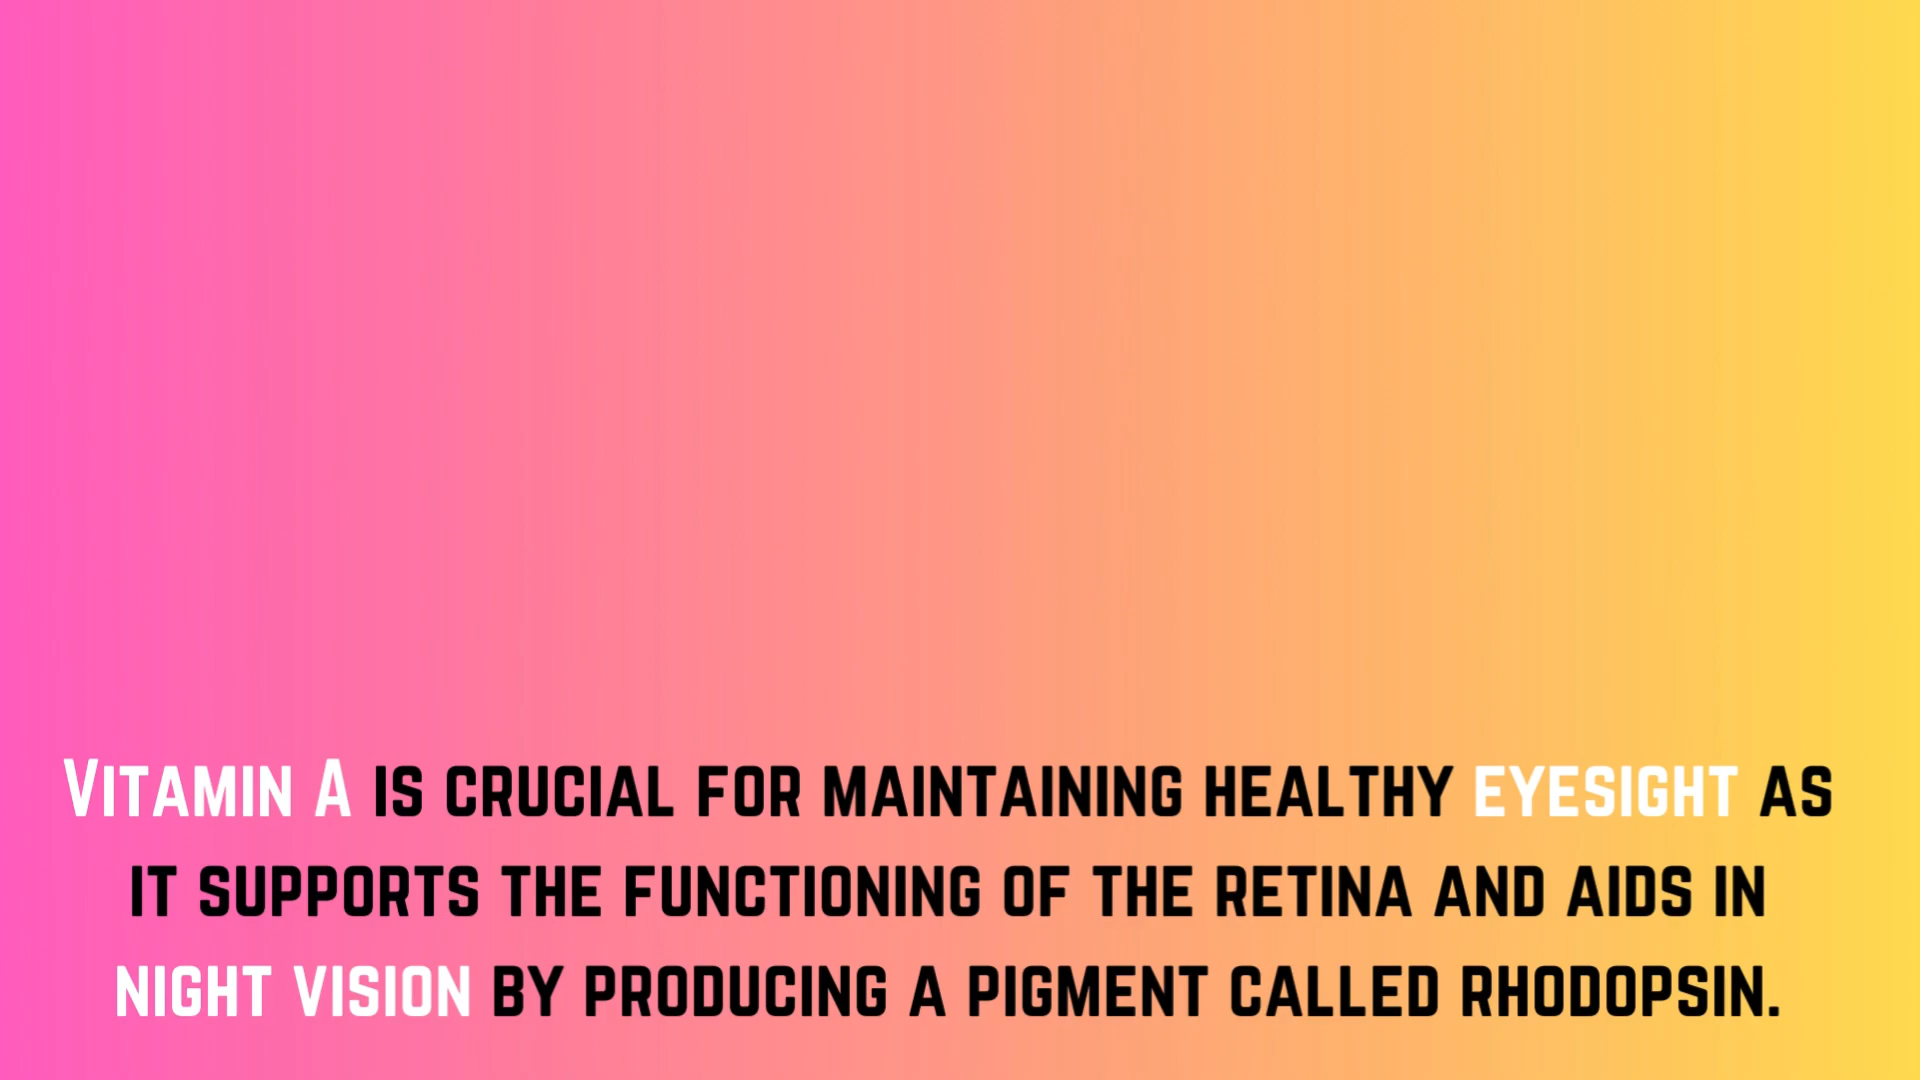 Vitamin A is crucial for maintaining healthy eyesight as
it supports the functioning of the retina and aids in
night vision by producing a pigment called rhodopsin.